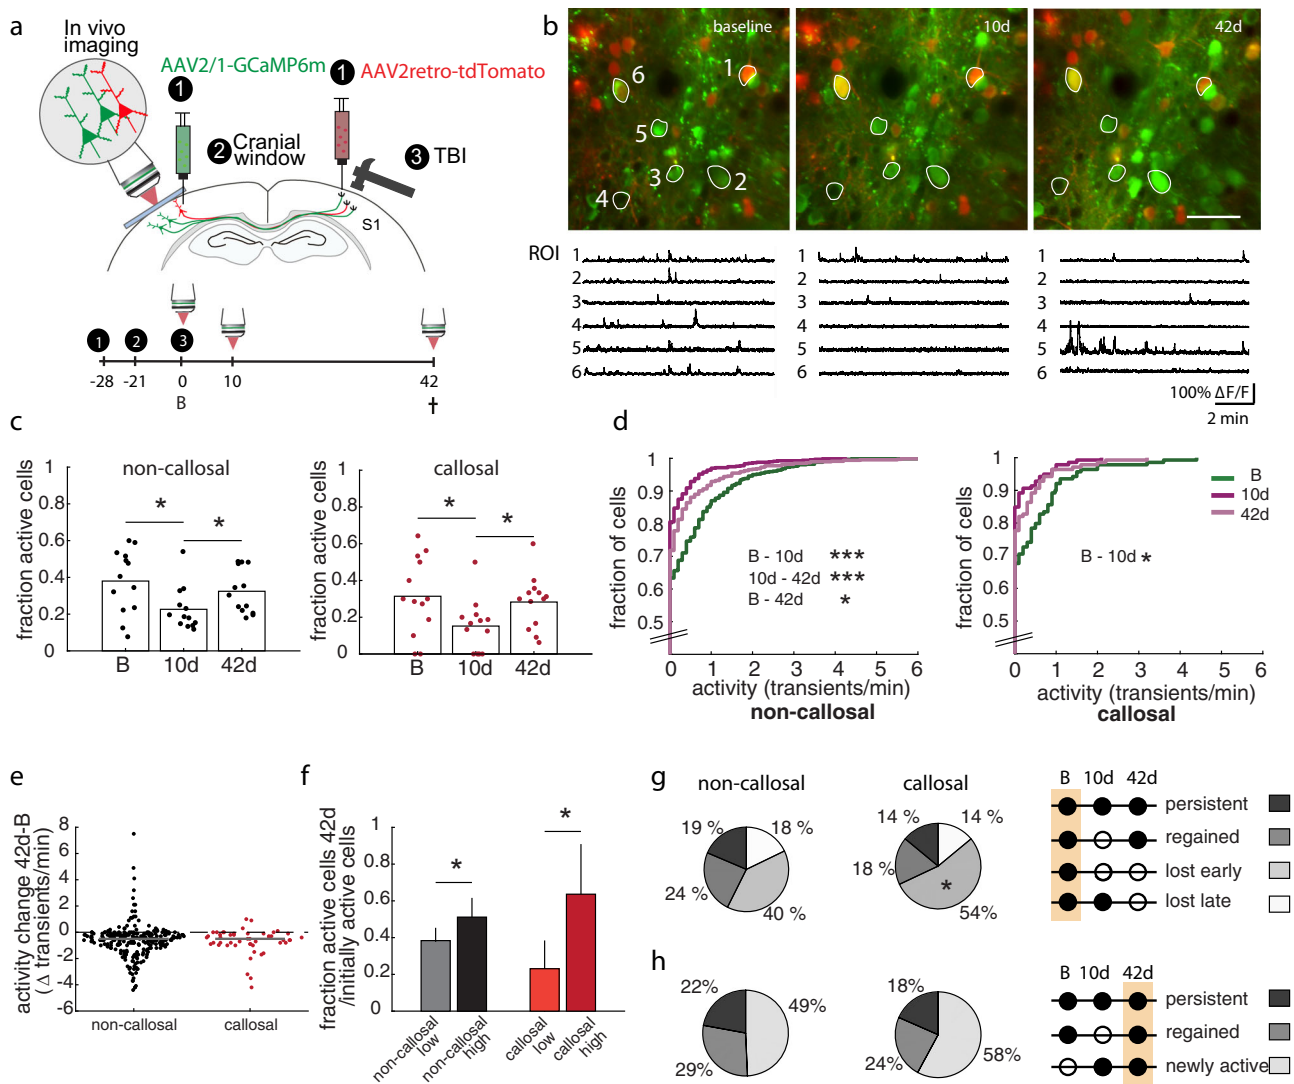 a
In vivo
imaging
AAV2/1-GCaMP6m
1
1
AAV2retro-tdTomato
2 Cranial
window
3 TBI
S1
1 2 3
-28 -21 0 10 42
B †
b
baseline 10d 42d
6 1
5
3 2
4
ROI 1 1 1
2 2 2
3 3 3
4 4 4
5 5 5
6 6 6
100% ΔF/F
2 min
c
non-callosal
fraction active cells
1
0.8
0.6
0.4
0.2
0
* *
B 10d 42d
callosal
fraction active cells
1
0.8
0.6
0.4
0.2
0
* *
B 10d 42d
d
fraction of cells
1
0.9
0.8
0.7
0.6
0.5
B - 10d ***
10d - 42d ***
B - 42d *
0 1 2 3 4 5 6
activity (transients/min)
non-callosal
fraction of cells
1
0.9
0.8
0.7
0.6
0.5
B
10d
42d
B - 10d *
0 1 2 3 4 5 6
activity (transients/min)
callosal
e
activity change 42d-B
(Δ transients/min)
8
6
4
2
0
-2
-4
-6
non-callosal callosal
f
fraction active cells 42d
/initially active cells
1
0.8
0.6
0.4
0.2
0
* *
non-callosal
low
non-callosal
high
callosal
low
callosal
high
g
non-callosal callosal
19 % 18 %
24 % 40 %
14 % 14 %
18 % 54%
*
B 10d 42d
persistent
regained
lost early
lost late
h
22% 49%
29%
18%
24% 58%
B 10d 42d
persistent
regained
newly active